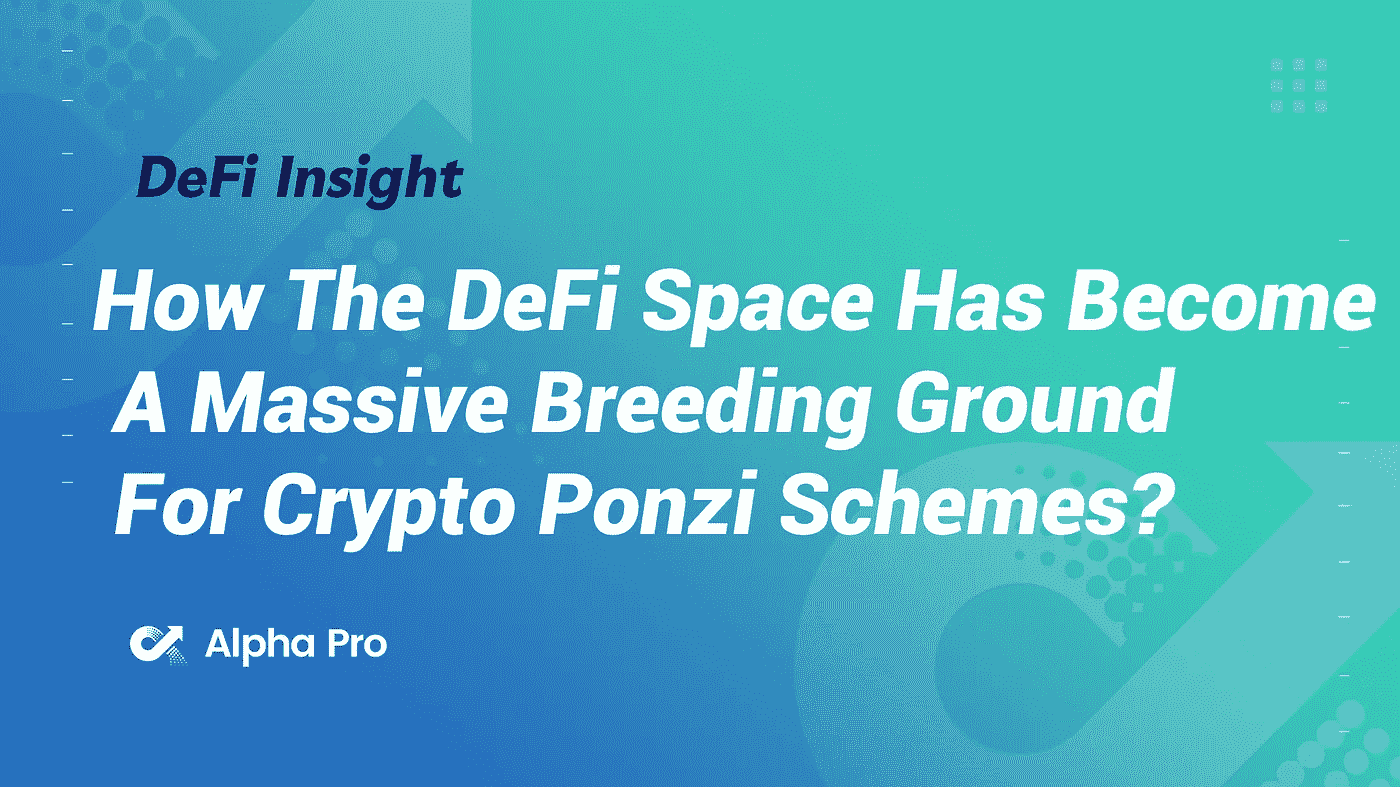 DeFi Insight
How The DeFi Space Has Become
A Massive Breeding Ground
For Crypto Ponzi Schemes?
Alpha Pro